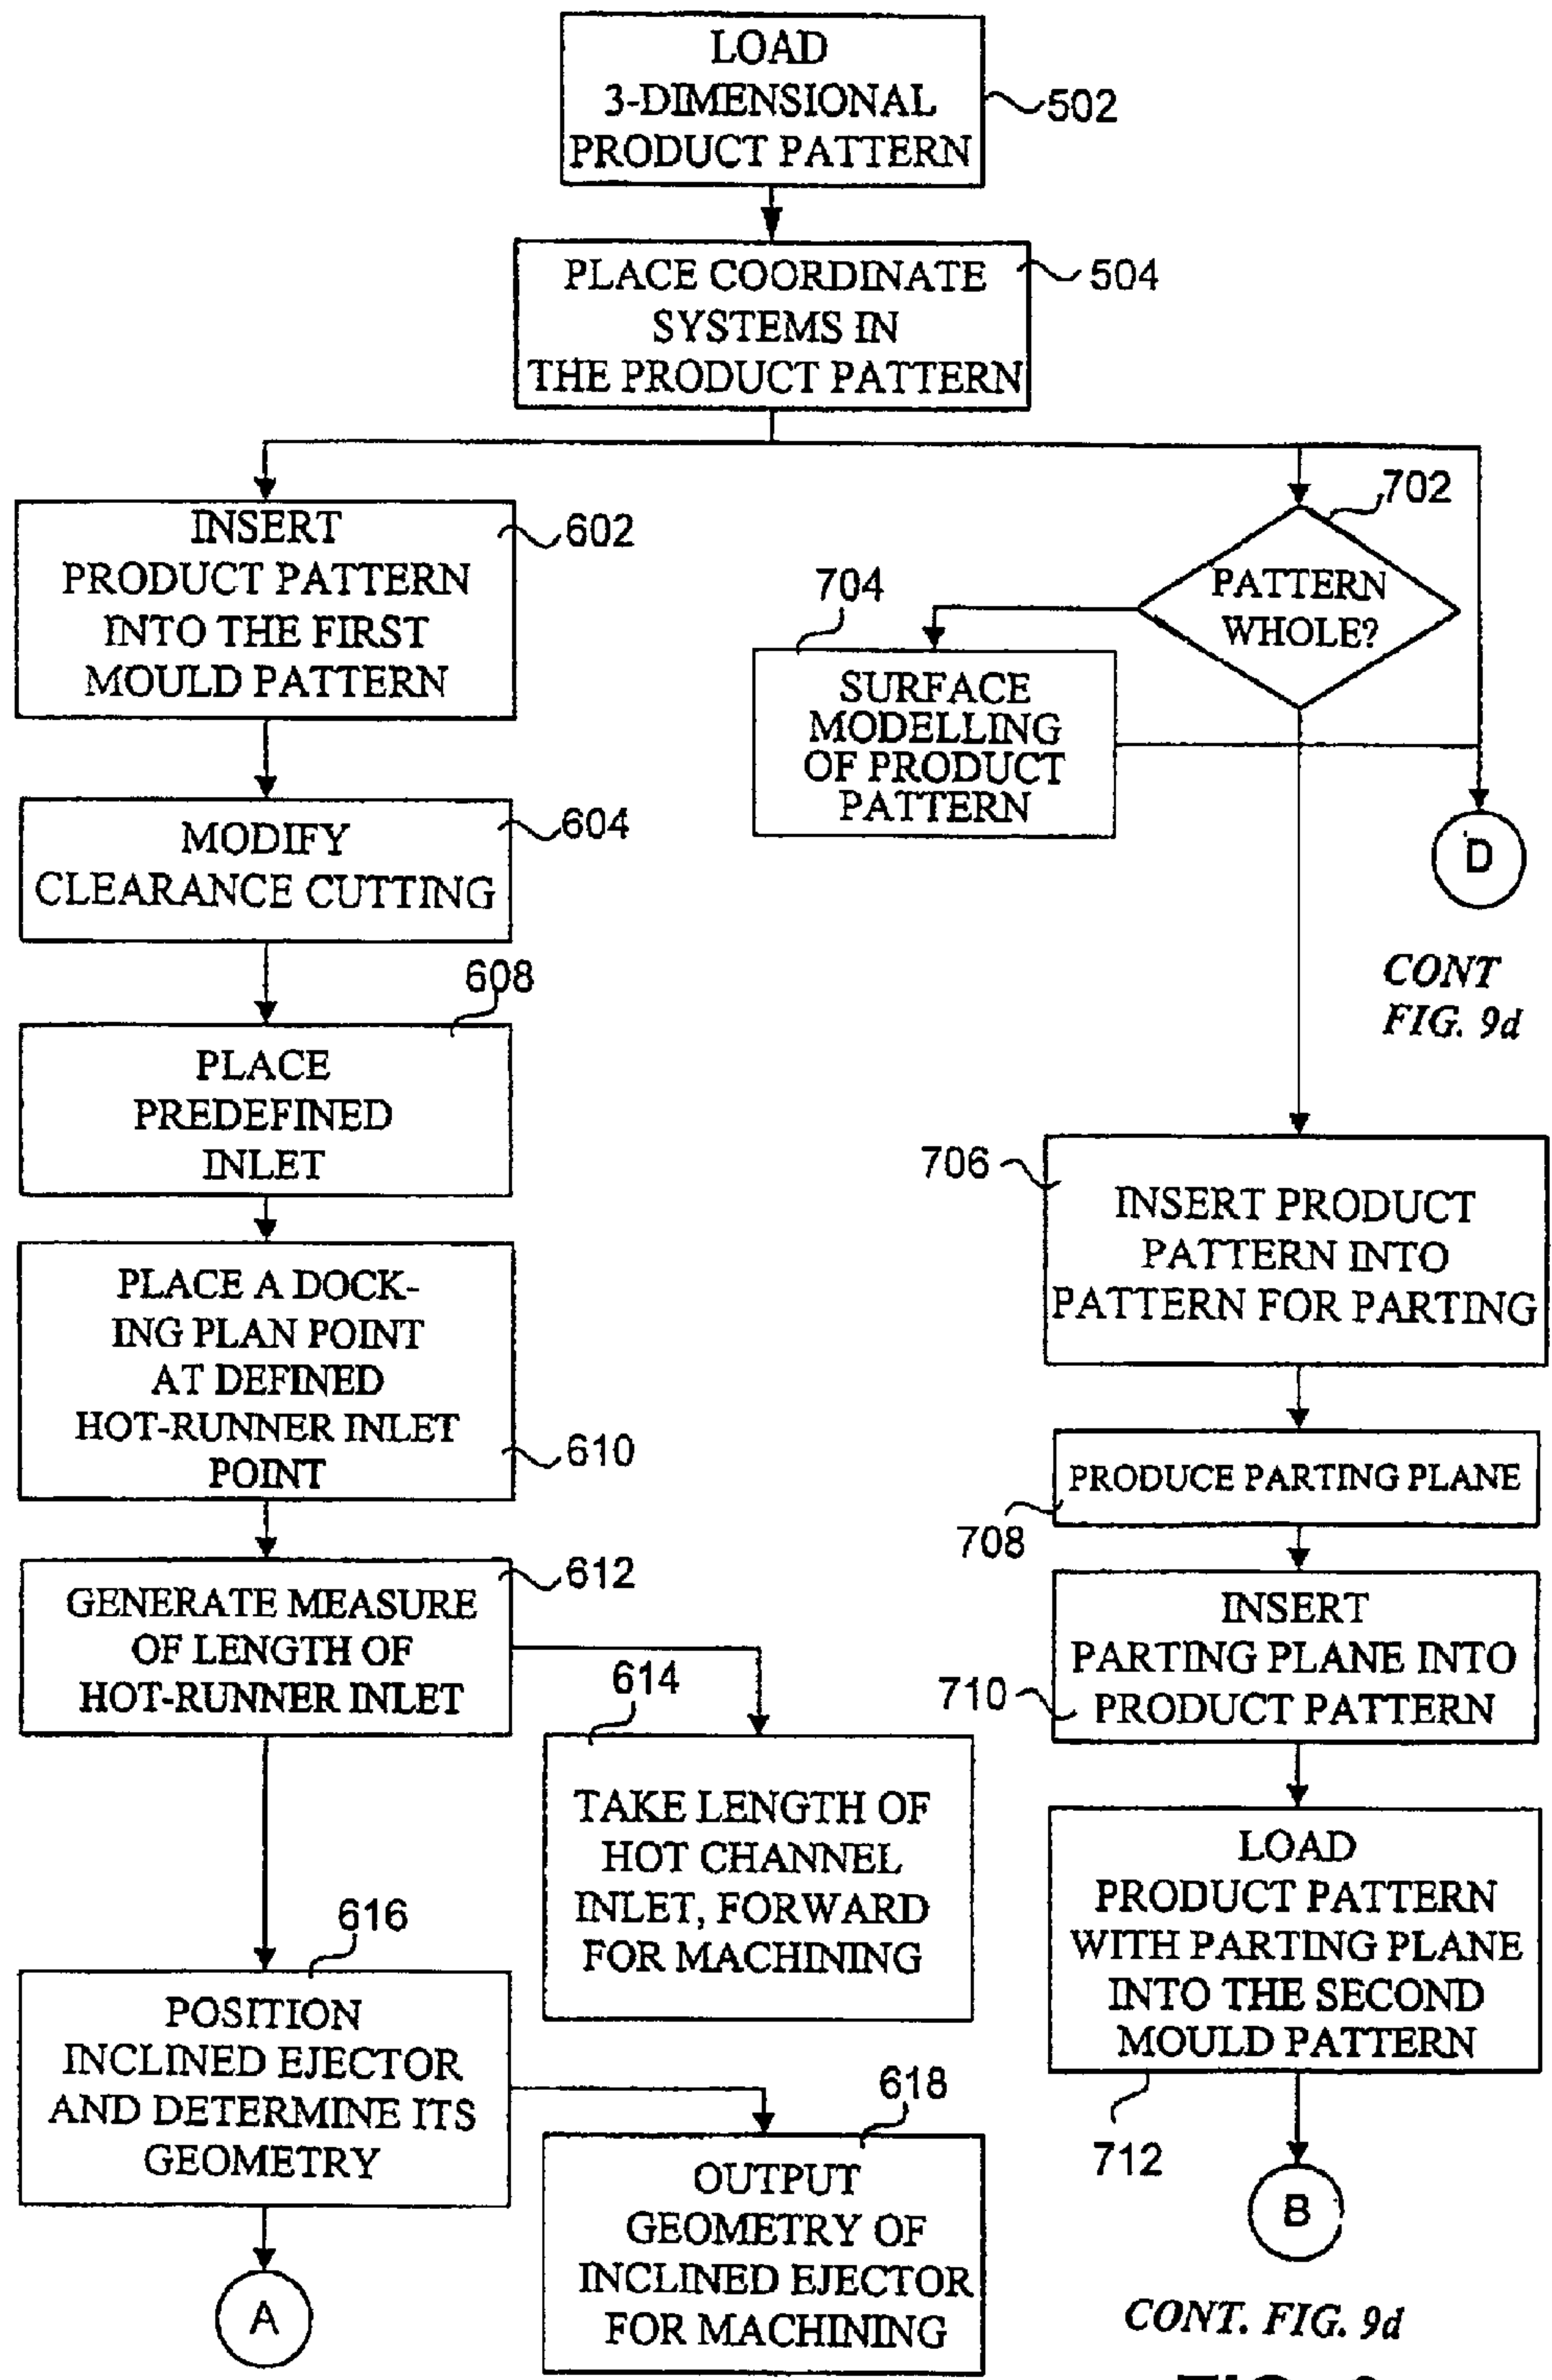 LOAD
3-DIMENSIONAL
PRODUCT PATTERN
502
PLACE COORDINATE
SYSTEMS IN
THE PRODUCT PATTERN
504
INSERT
PRODUCT PATTERN
INTO THE FIRST
MOULD PATTERN
602
MODIFY
CLEARANCE CUTTING
604
608
PLACE
PREDEFINED
INLET
PLACE A DOCK-
ING PLAN POINT
AT DEFINED
HOT-RUNNER INLET
POINT
610
GENERATE MEASURE
OF LENGTH OF
HOT-RUNNER INLET
612
614
TAKE LENGTH OF
HOT CHANNEL
INLET, FORWARD
FOR MACHINING
616
POSITION
INCLINED EJECTOR
AND DETERMINE ITS
GEOMETRY
618
OUTPUT
GEOMETRY OF
INCLINED EJECTOR
FOR MACHINING
A
702
PATTERN
WHOLE?
704
SURFACE
MODELLING
OF PRODUCT
PATTERN
D
CONT
FIG. 9d
706
INSERT PRODUCT
PATTERN INTO
PATTERN FOR PARTING
PRODUCE PARTING PLANE
708
INSERT
PARTING PLANE INTO
PRODUCT PATTERN
710
LOAD
PRODUCT PATTERN
WITH PARTING PLANE
INTO THE SECOND
MOULD PATTERN
712
B
CONT. FIG. 9d